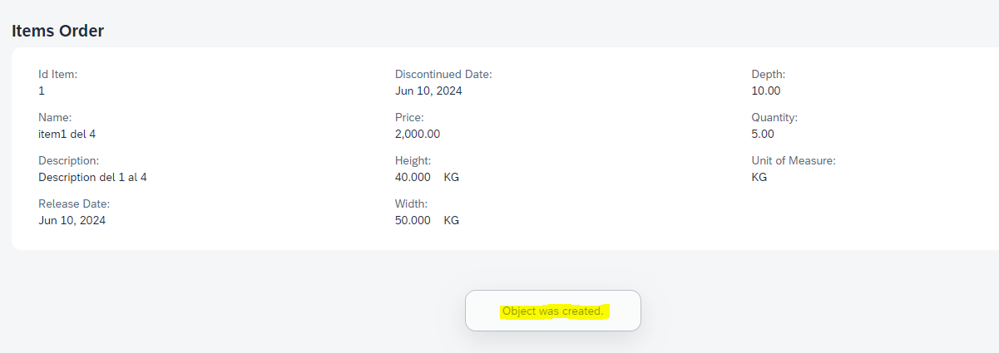 Items Order
Id Item:
1
Name:
item1 del 4
Description:
Description del 1 al 4
Release Date:
Jun 10, 2024
Discontinued Date:
Jun 10, 2024
Price:
2,000.00
Height:
40.000 KG
Width:
50.000 KG
Depth:
10.00
Quantity:
5.00
Unit of Measure:
KG
Object was created.